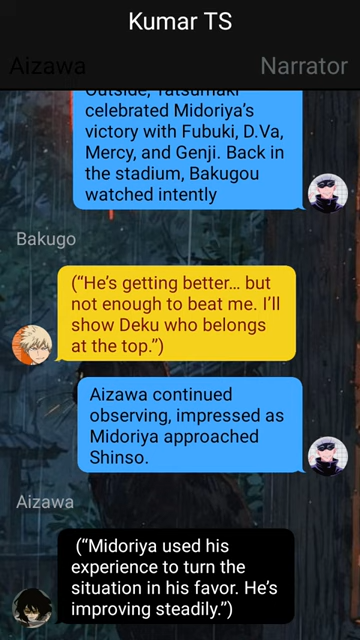 Kumar TS
Aizawa
Narrator
Outside, Tatsumaki
celebrated Midoriya's
victory with Fubuki, D.Va,
Mercy, and Genji. Back in
the stadium, Bakugou
watched intently
Bakugo
(“He's getting better… but
not enough to beat me. I'll
show Deku who belongs
at the top.”)
Aizawa continued
observing, impressed as
Midoriya approached
Shinso.
Aizawa
(“Midoriya used his
experience to turn the
situation in his favor. He's
improving steadily.”)